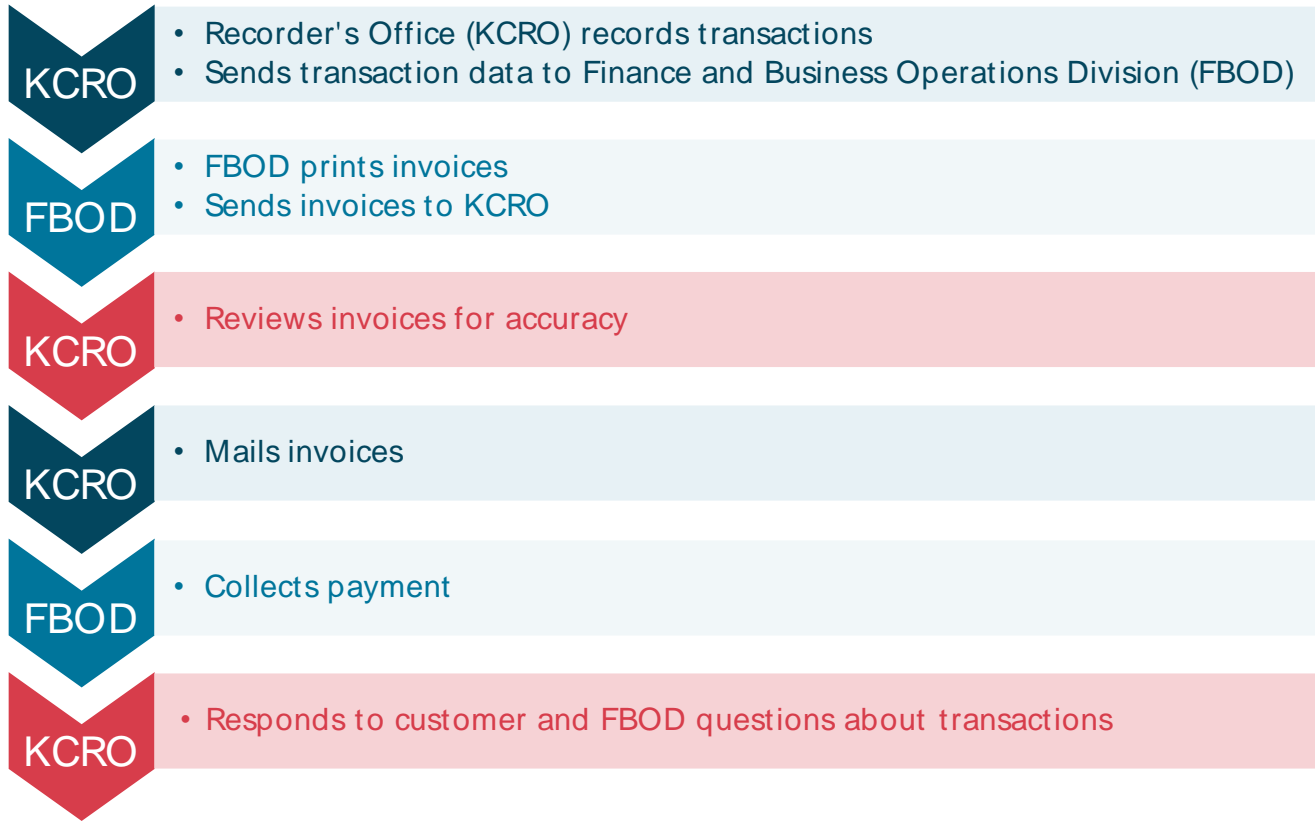 KCRO
• Recorder's Office (KCRO) records transactions
• Sends transaction data to Finance and Business Operations Division (FBOD)
FBOD
• FBOD prints invoices
• Sends invoices to KCRO
KCRO
• Reviews invoices for accuracy
KCRO
• Mails invoices
FBOD
• Collects payment
KCRO
• Responds to customer and FBOD questions about transactions